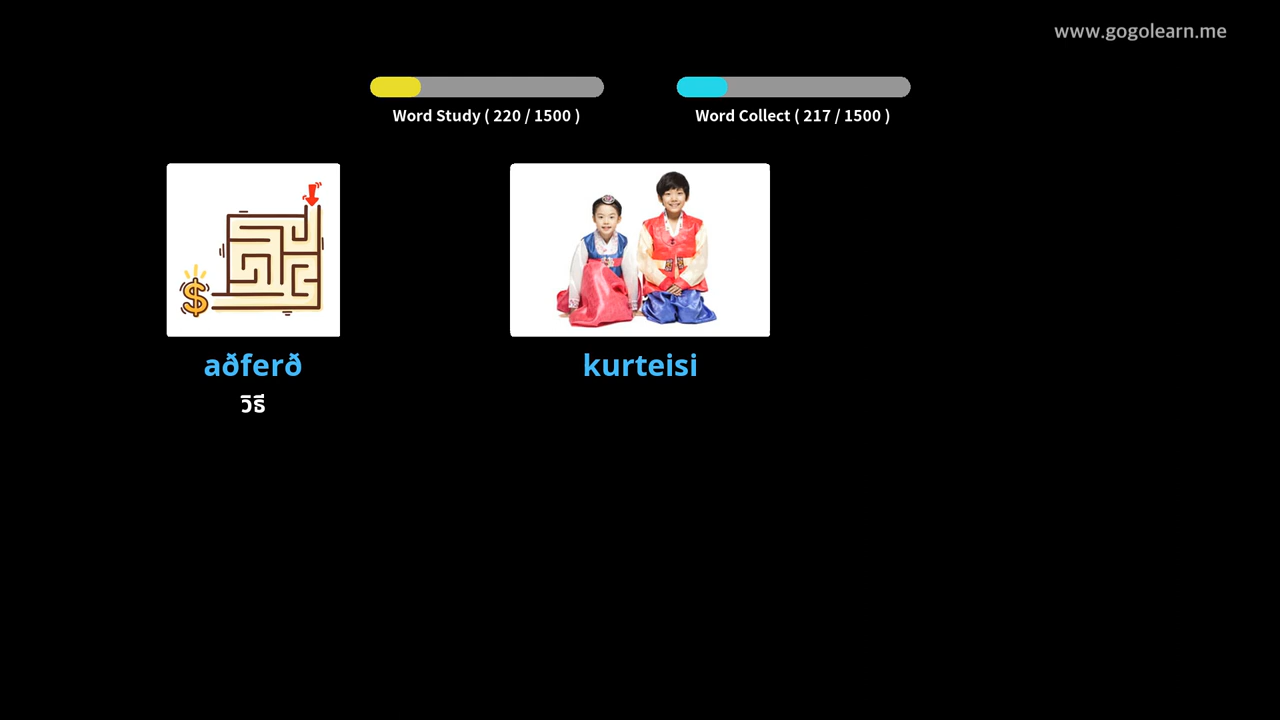 www.gogolearn.me
Word Study ( 220 / 1500 )
Word Collect ( 217 / 1500 )
aðferð
kurteisi
วิธี